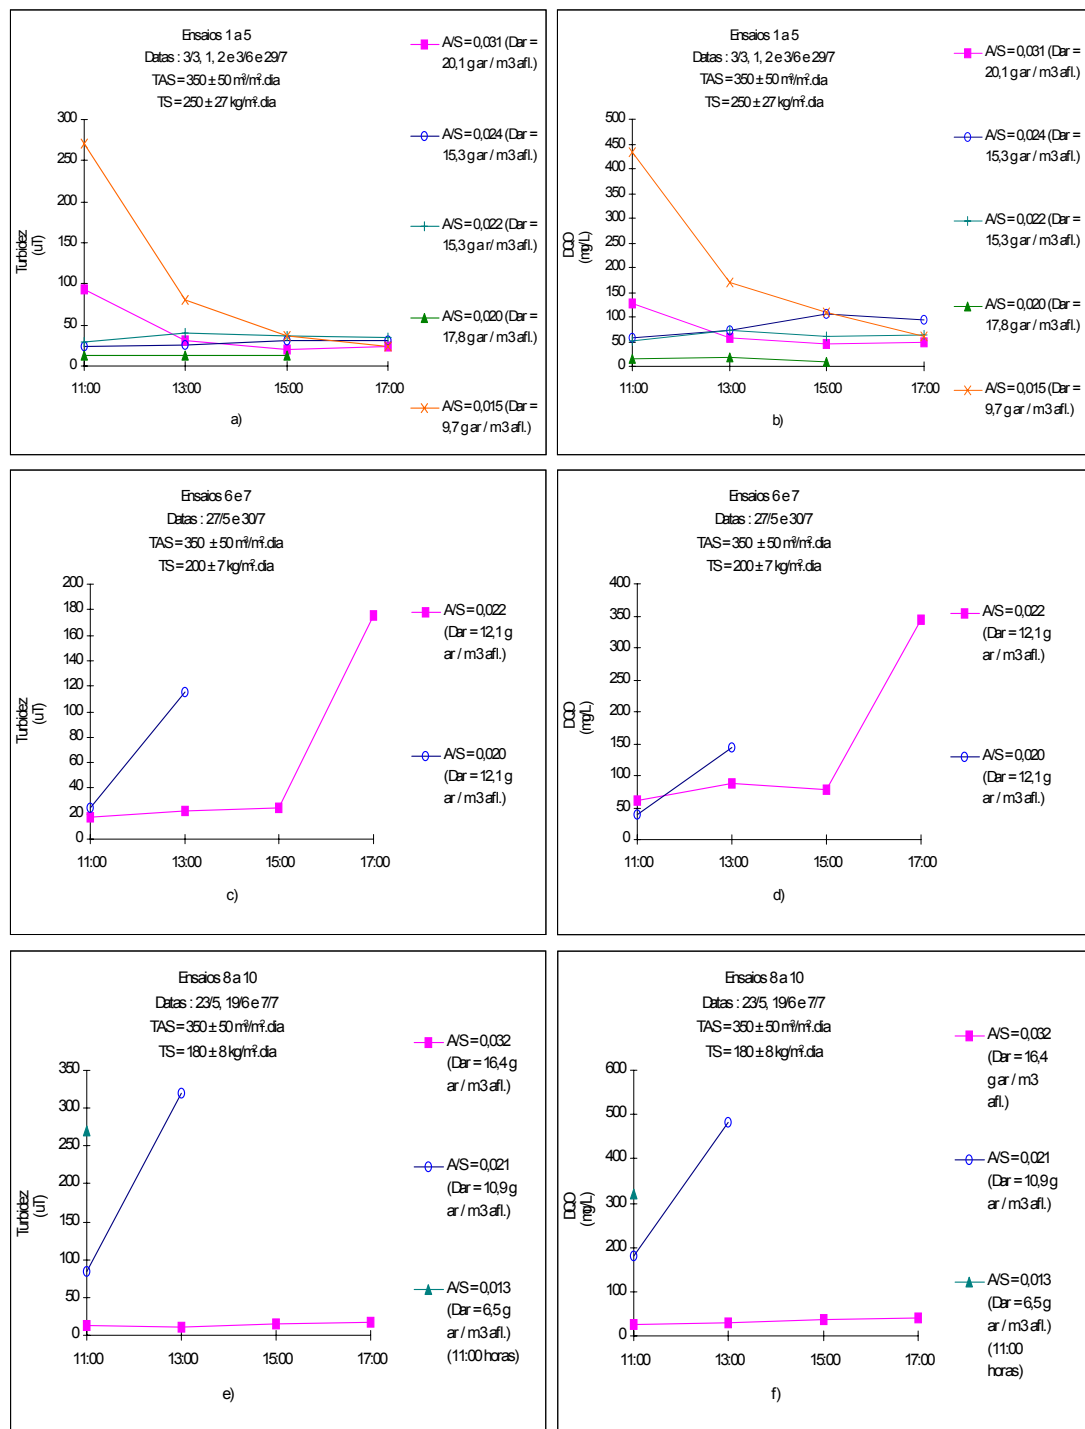 Ensaios 1 a 5
Datas : 3/3, 1, 2 e 3/6 e 29/7
TAS = 350 ± 50 m³/m².dia
TS = 250 ± 27 kg/m².dia
300
250
200
150
100
50
0
Turbidez
(uT)
11:00 13:00 15:00 17:00
a)
A/S = 0,031 (Dar =
20,1 g ar / m3 afl.)
A/S = 0,024 (Dar =
15,3 g ar / m3 afl.)
A/S = 0,022 (Dar =
15,3 g ar / m3 afl.)
A/S = 0,020 (Dar =
17,8 g ar / m3 afl.)
A/S = 0,015 (Dar =
9,7 g ar / m3 afl.)
Ensaios 1 a 5
Datas : 3/3, 1, 2 e 3/6 e 29/7
TAS = 350 ± 50 m³/m².dia
TS = 250 ± 27 kg/m².dia
500
450
400
350
300
250
200
150
100
50
0
DQO
(mg/L)
11:00 13:00 15:00 17:00
b)
A/S = 0,031 (Dar =
20,1 g ar / m3 afl.)
A/S = 0,024 (Dar =
15,3 g ar / m3 afl.)
A/S = 0,022 (Dar =
15,3 g ar / m3 afl.)
A/S = 0,020 (Dar =
17,8 g ar / m3 afl.)
A/S = 0,015 (Dar =
9,7 g ar / m3 afl.)
Ensaios 6 e 7
Datas : 27/5 e 30/7
TAS = 350 ± 50 m³/m².dia
TS = 200 ± 7 kg/m².dia
200
180
160
140
120
100
80
60
40
20
0
Turbidez
(uT)
11:00 13:00 15:00 17:00
c)
A/S = 0,022
(Dar = 12,1 g
ar / m3 afl.)
A/S = 0,020
(Dar = 12,1 g
ar / m3 afl.)
Ensaios 6 e 7
Datas : 27/5 e 30/7
TAS = 350 ± 50 m³/m².dia
TS = 200 ± 7 kg/m².dia
400
350
300
250
200
150
100
50
0
DQO
(mg/L)
11:00 13:00 15:00 17:00
d)
A/S = 0,022
(Dar = 12,1 g
ar / m3 afl.)
A/S = 0,020
(Dar = 12,1 g
ar / m3 afl.)
Ensaios 8 a 10
Datas : 23/5, 19/6 e 7/7
TAS = 350 ± 50 m³/m².dia
TS = 180 ± 8 kg/m².dia
350
300
250
200
150
100
50
0
Turbidez
(uT)
11:00 13:00 15:00 17:00
e)
A/S = 0,032
(Dar = 16,4 g
ar / m3 afl.)
A/S = 0,021
(Dar = 10,9 g
ar / m3 afl.)
A/S = 0,013
(Dar = 6,5 g
ar / m3 afl.)
(11:00 horas)
Ensaios 8 a 10
Datas : 23/5, 19/6 e 7/7
TAS = 350 ± 50 m³/m².dia
TS = 180 ± 8 kg/m².dia
600
500
400
300
200
100
0
DQO
(mg/L)
11:00 13:00 15:00 17:00
f)
A/S = 0,032
(Dar = 16,4
g ar / m3
afl.)
A/S = 0,021
(Dar = 10,9 g
ar / m3 afl.)
A/S = 0,013
(Dar = 6,5 g
ar / m3 afl.)
(11:00
horas)